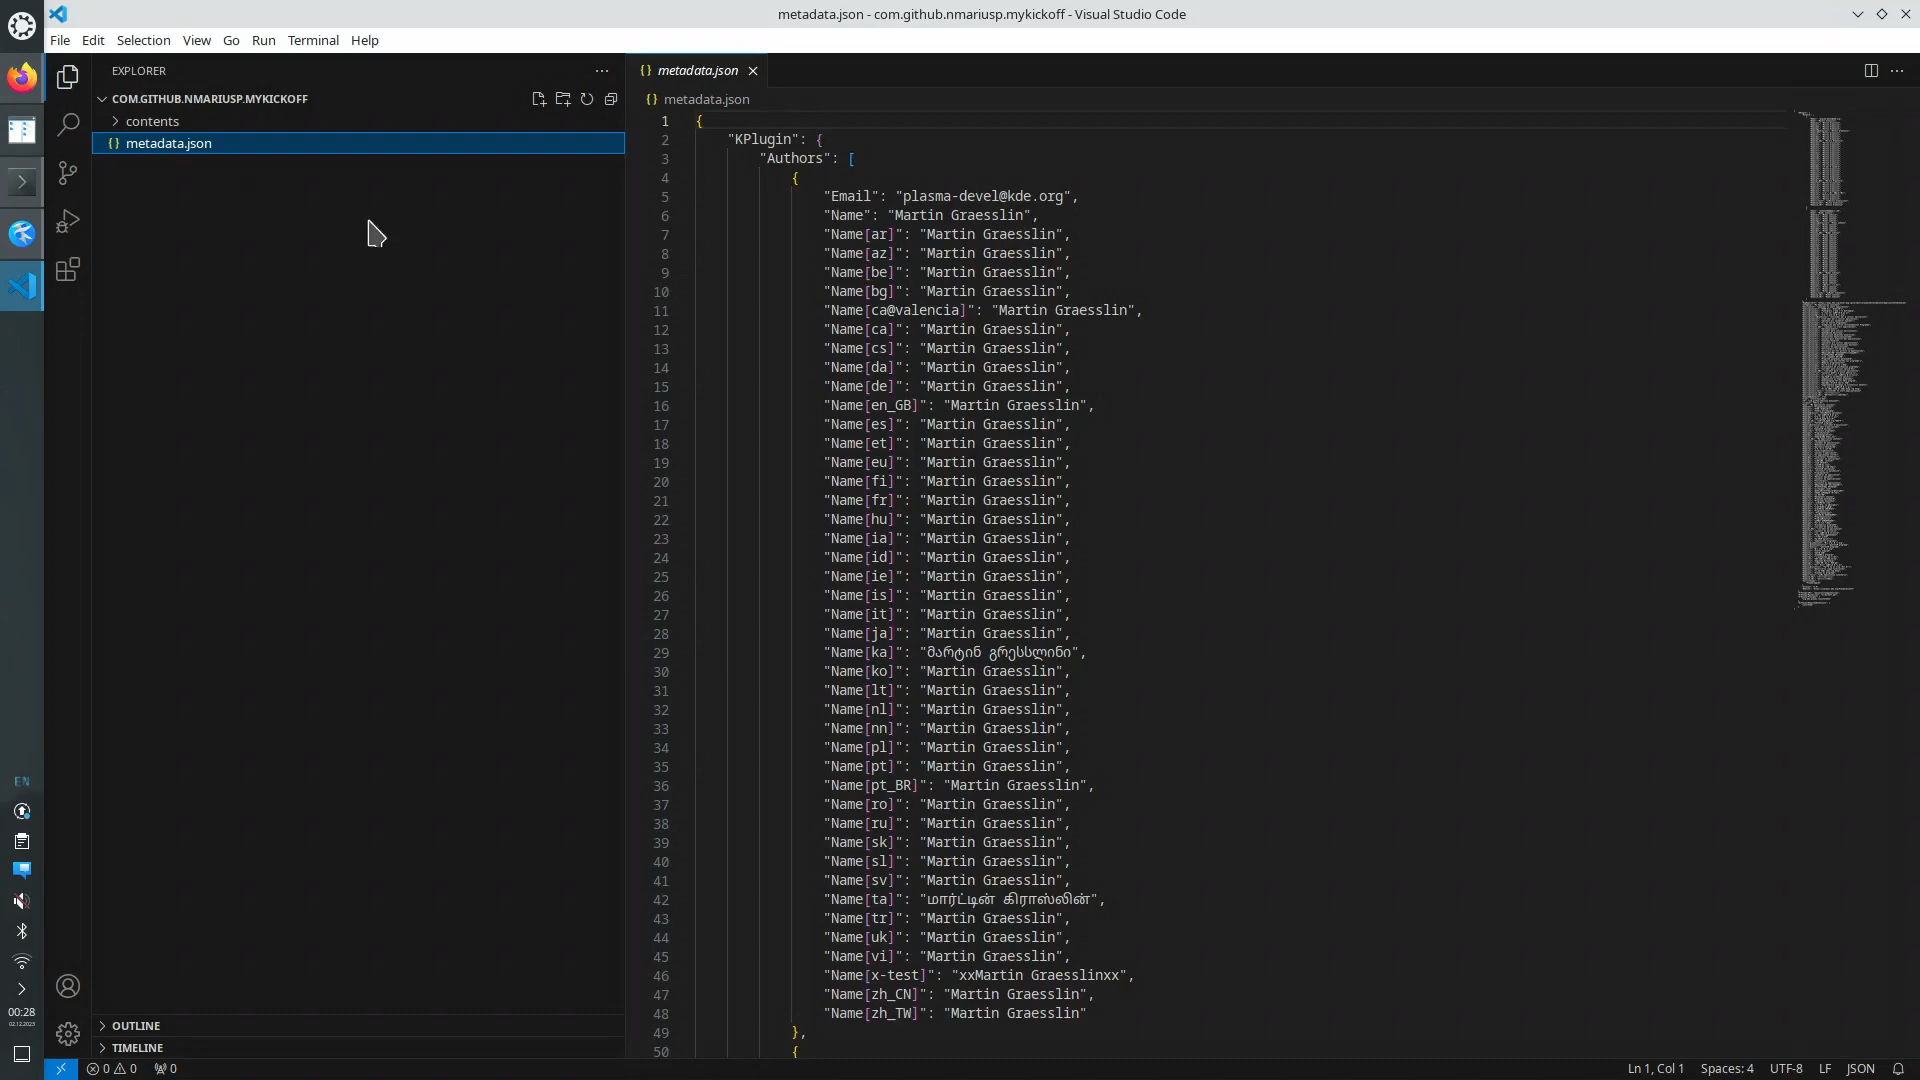 metadata.json - com.github.nmariusp.mykickoff - Visual Studio Code
File Edit Selection View Go Run Terminal Help
EXPLORER
COM.GITHUB.NMARIUSP.MYKICKOFF
contents
metadata.json
OUTLINE
TIMELINE
metadata.json
metadata.json
1 {
2 "KPlugin": {
3 "Authors": [
4 {
5 "Email": "plasma-devel@kde.org",
6 "Name": "Martin Graesslin",
7 "Name[ar]": "Martin Graesslin",
8 "Name[az]": "Martin Graesslin",
9 "Name[be]": "Martin Graesslin",
10 "Name[bg]": "Martin Graesslin",
11 "Name[ca@valencia]": "Martin Graesslin",
12 "Name[ca]": "Martin Graesslin",
13 "Name[cs]": "Martin Graesslin",
14 "Name[da]": "Martin Graesslin",
15 "Name[de]": "Martin Graesslin",
16 "Name[en_GB]": "Martin Graesslin",
17 "Name[es]": "Martin Graesslin",
18 "Name[et]": "Martin Graesslin",
19 "Name[eu]": "Martin Graesslin",
20 "Name[fi]": "Martin Graesslin",
21 "Name[fr]": "Martin Graesslin",
22 "Name[hu]": "Martin Graesslin",
23 "Name[ia]": "Martin Graesslin",
24 "Name[id]": "Martin Graesslin",
25 "Name[ie]": "Martin Graesslin",
26 "Name[is]": "Martin Graesslin",
27 "Name[it]": "Martin Graesslin",
28 "Name[ja]": "Martin Graesslin",
29 "Name[ka]": "მარტინ გრესსლინი",
30 "Name[ko]": "Martin Graesslin",
31 "Name[lt]": "Martin Graesslin",
32 "Name[nl]": "Martin Graesslin",
33 "Name[nn]": "Martin Graesslin",
34 "Name[pl]": "Martin Graesslin",
35 "Name[pt]": "Martin Graesslin",
36 "Name[pt_BR]": "Martin Graesslin",
37 "Name[ro]": "Martin Graesslin",
38 "Name[ru]": "Martin Graesslin",
39 "Name[sk]": "Martin Graesslin",
40 "Name[sl]": "Martin Graesslin",
41 "Name[sv]": "Martin Graesslin",
42 "Name[ta]": "மார்ட்டின் கிராஸ்லின்",
43 "Name[tr]": "Martin Graesslin",
44 "Name[uk]": "Martin Graesslin",
45 "Name[vi]": "Martin Graesslin",
46 "Name[x-test]": "xxMartin Graesslinxx",
47 "Name[zh_CN]": "Martin Graesslin",
48 "Name[zh_TW]": "Martin Graesslin"
49 },
50 {
EN
00:28
02.12.2023
0 0 0
Ln 1, Col 1 Spaces: 4 UTF-8 LF JSON